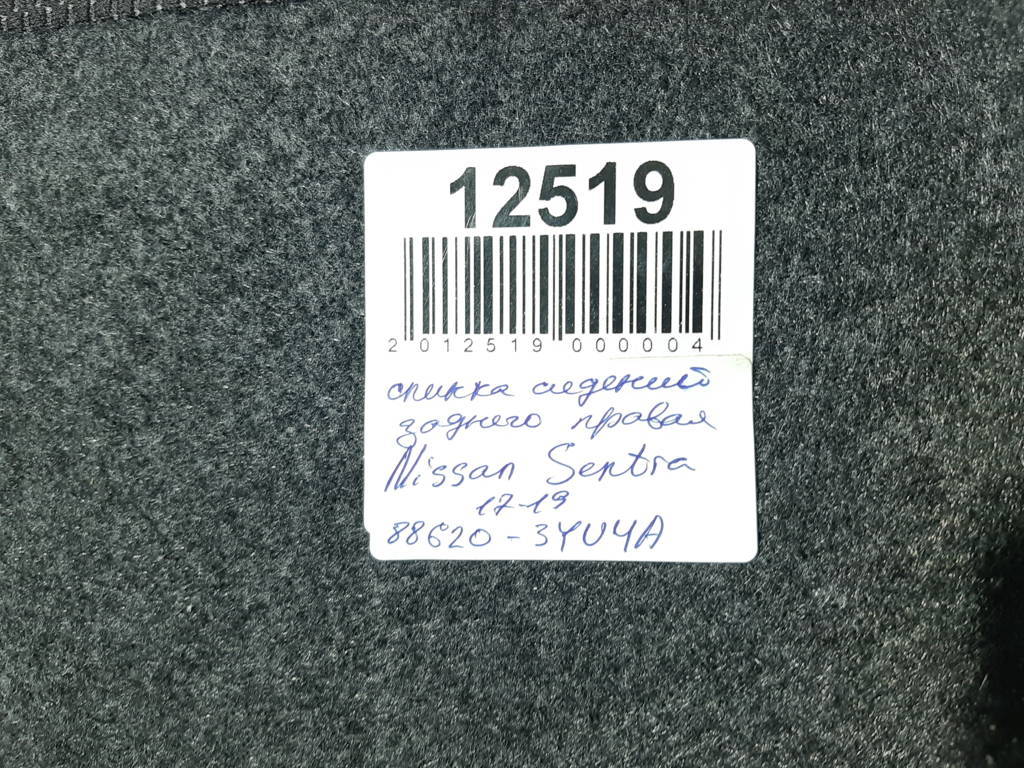 12519
2 012519 000004
спинка сидений
заднего правая
Nissan Sentra
17-19
88620-3YU4A